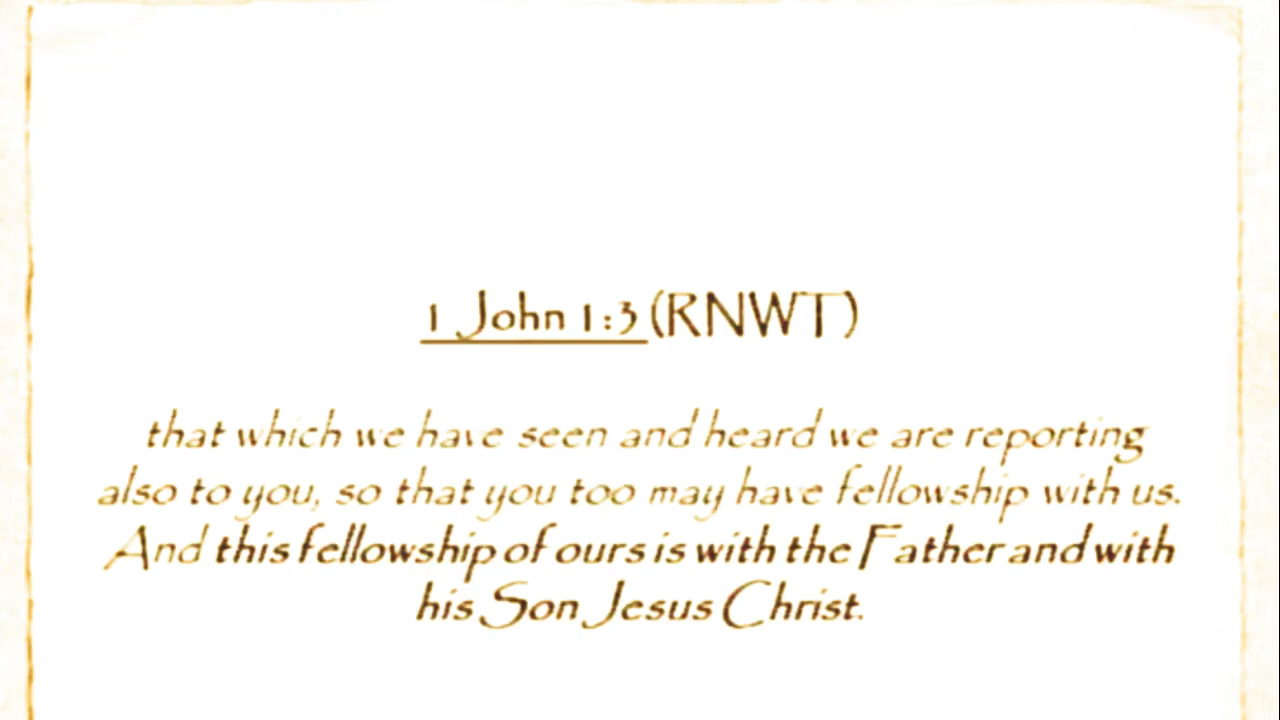 1 John 1:3 (RNWT)
that which we have seen and heard we are reporting
also to you, so that you too may have fellowship with us.
And this fellowship of ours is with the Father and with
his Son Jesus Christ.